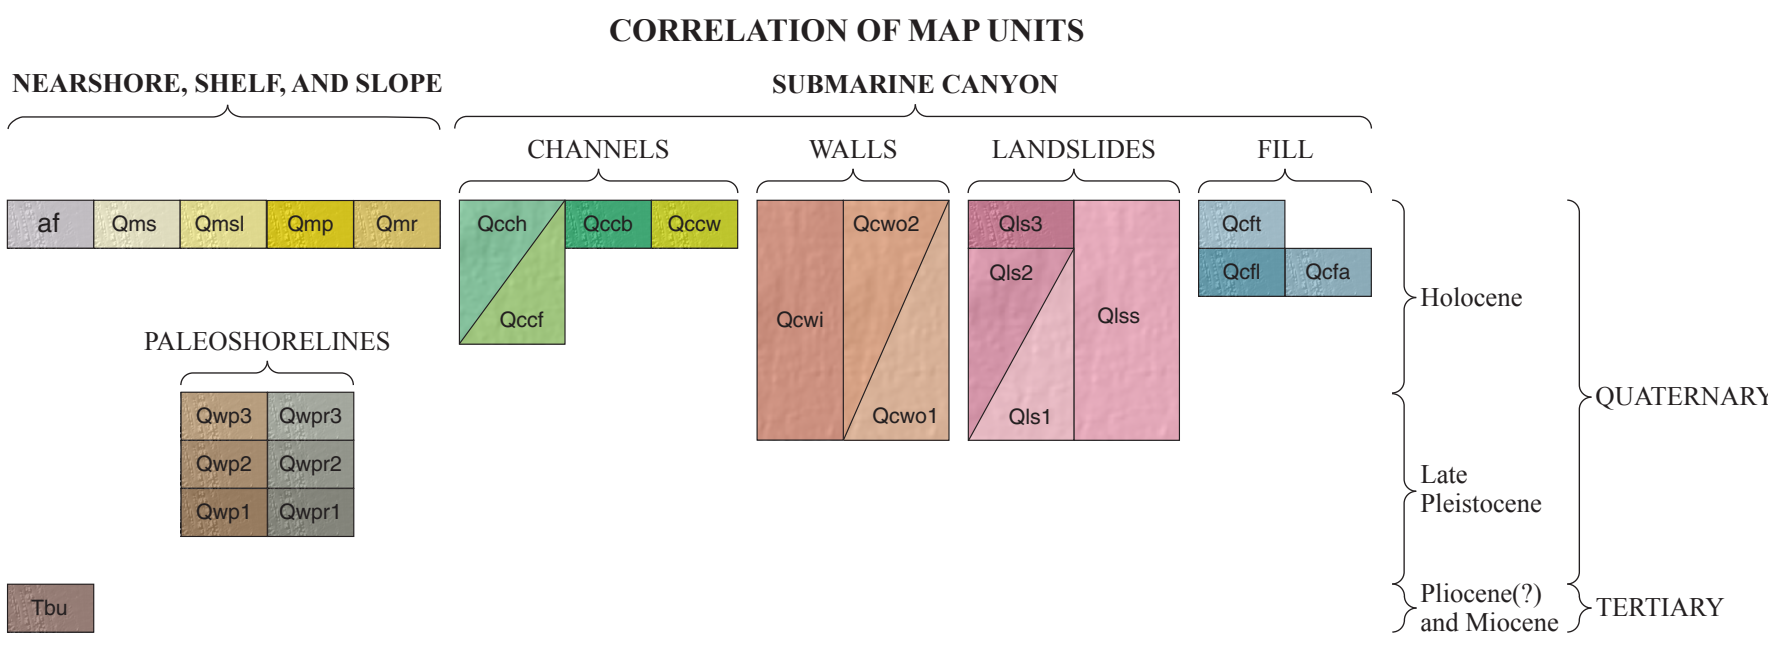 CORRELATION OF MAP UNITS
NEARSHORE, SHELF, AND SLOPE
SUBMARINE CANYON
CHANNELS
WALLS
LANDSLIDES
FILL
af
Qms
Qmsl
Qmp
Qmr
Qcch
Qccb
Qccw
Qccf
Qcwi
Qcwo2
Qcwo1
Qls3
Qls2
Qls1
Qlss
Qcft
Qcfl
Qcfa
PALEOSHORELINES
Qwp3
Qwpr3
Qwp2
Qwpr2
Qwp1
Qwpr1
Tbu
Holocene
Late
Pleistocene
Pliocene(?)
and Miocene
QUATERNARY
TERTIARY